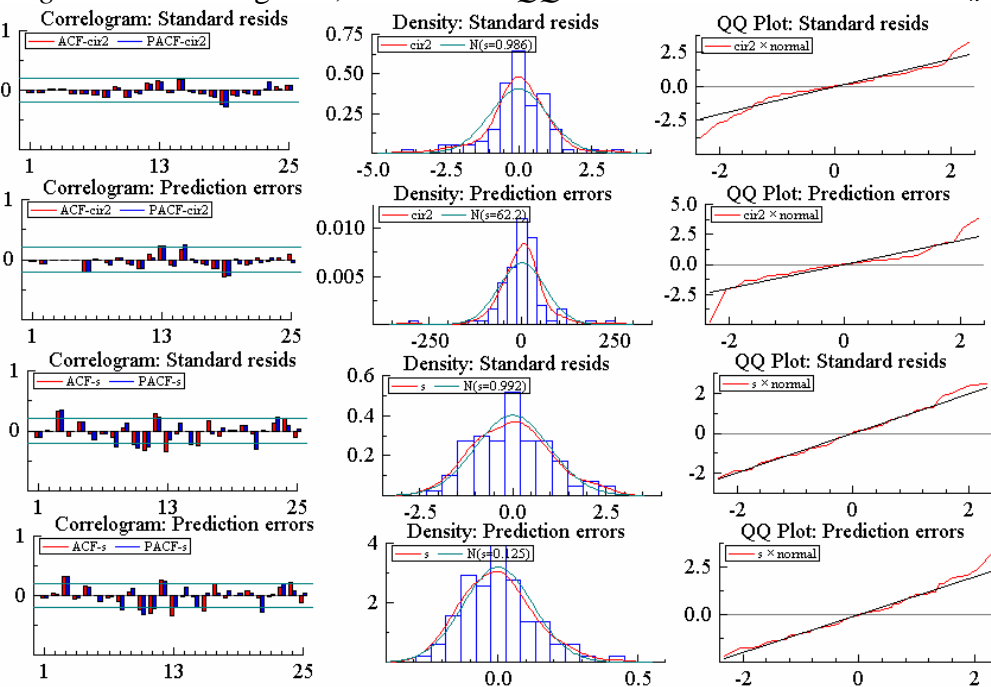 Correlogram: Standard resids
ACF-cir2 PACF-cir2
1
0
1 13 25
Density: Standard resids
cir2 N(s=0.986)
0.75
0.50
0.25
-5.0 -2.5 0.0 2.5
QQ Plot: Standard resids
cir2 × normal
2.5
0.0
-2.5
0 2
Correlogram: Prediction errors
ACF-cir2 PACF-cir2
1
0
1 13 25
Density: Prediction errors
cir2 N(s=62.2)
0.010
0.005
-250 0 250
QQ Plot: Prediction errors
cir2 × normal
5.0
2.5
0.0
-2.5
-2 0 2
Correlogram: Standard resids
ACF-s PACF-s
1
0
1 13 25
Density: Standard resids
s N(s=0.992)
0.6
0.4
0.2
-2.5 0.0 2.5
QQ Plot: Standard resids
s × normal
2
0
-2
-2 0 2
Correlogram: Prediction errors
ACF-s PACF-s
1
0
1 13 25
Density: Prediction errors
s N(s=0.125)
4
2
0.0 0.5
QQ Plot: Prediction errors
s × normal
2.5
0.0
-2 0 2